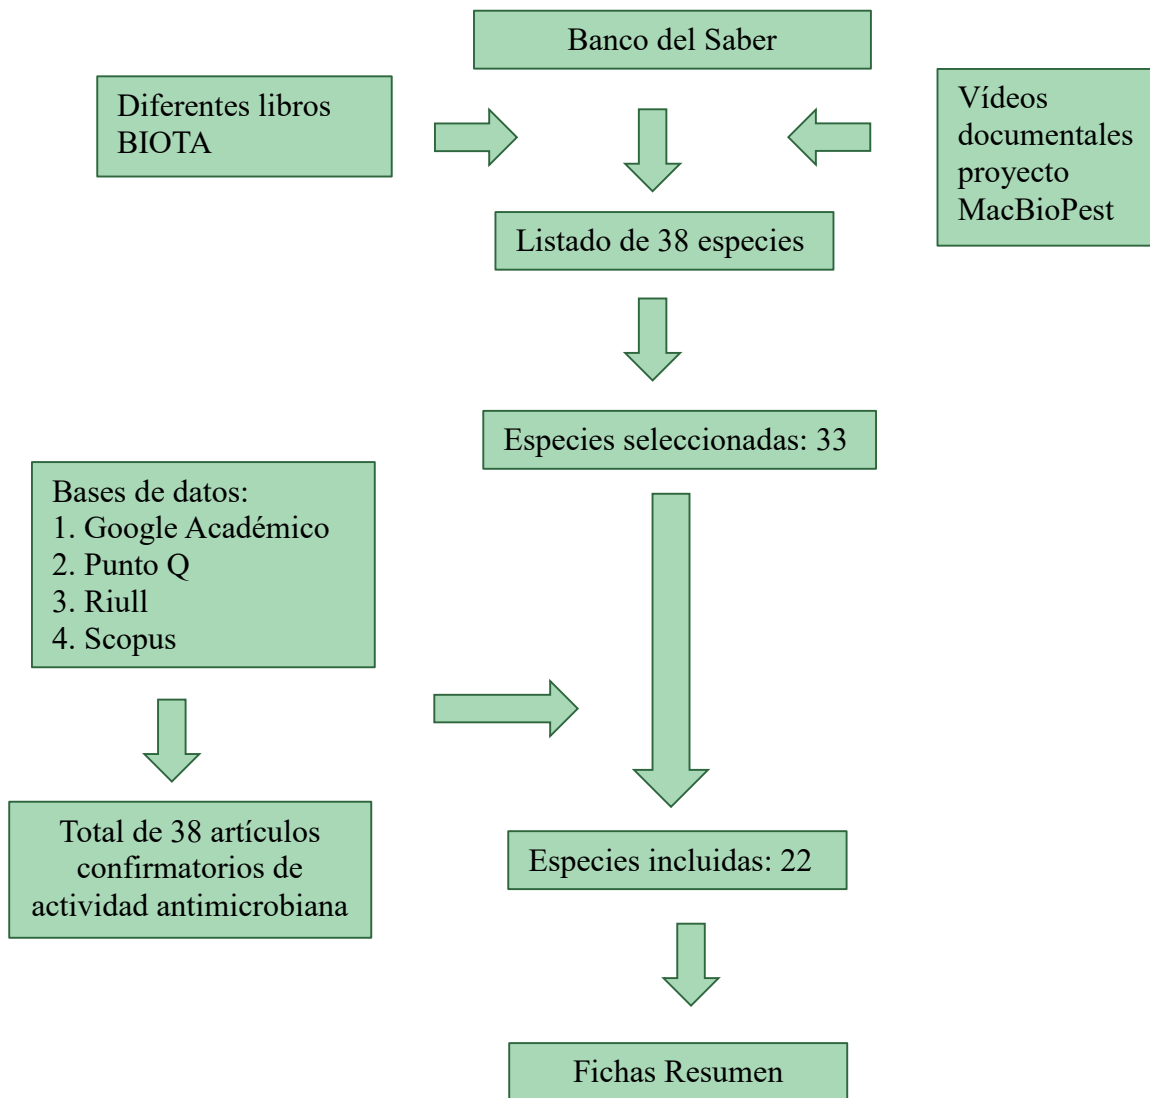 Banco del Saber
Diferentes libros
BIOTA
Vídeos
documentales
proyecto
MacBioPest
Listado de 38 especies
Especies seleccionadas: 33
Bases de datos:
1. Google Académico
2. Punto Q
3. Riull
4. Scopus
Total de 38 artículos
confirmatorios de
actividad antimicrobiana
Especies incluidas: 22
Fichas Resumen